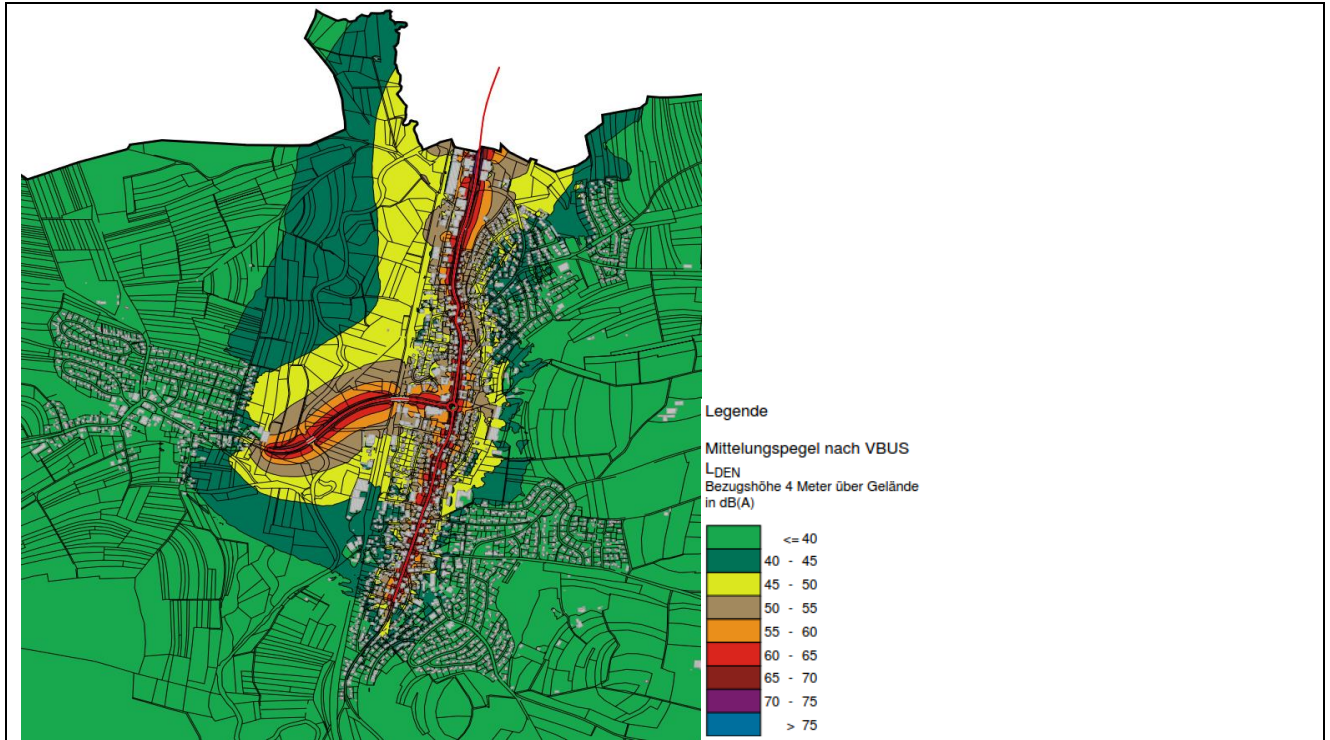 Legende
Mittelungspegel nach VBUS
LDEN
Bezugshöhe 4 Meter über Gelände
in dB(A)
<= 40
40 - 45
45 - 50
50 - 55
55 - 60
60 - 65
65 - 70
70 - 75
> 75